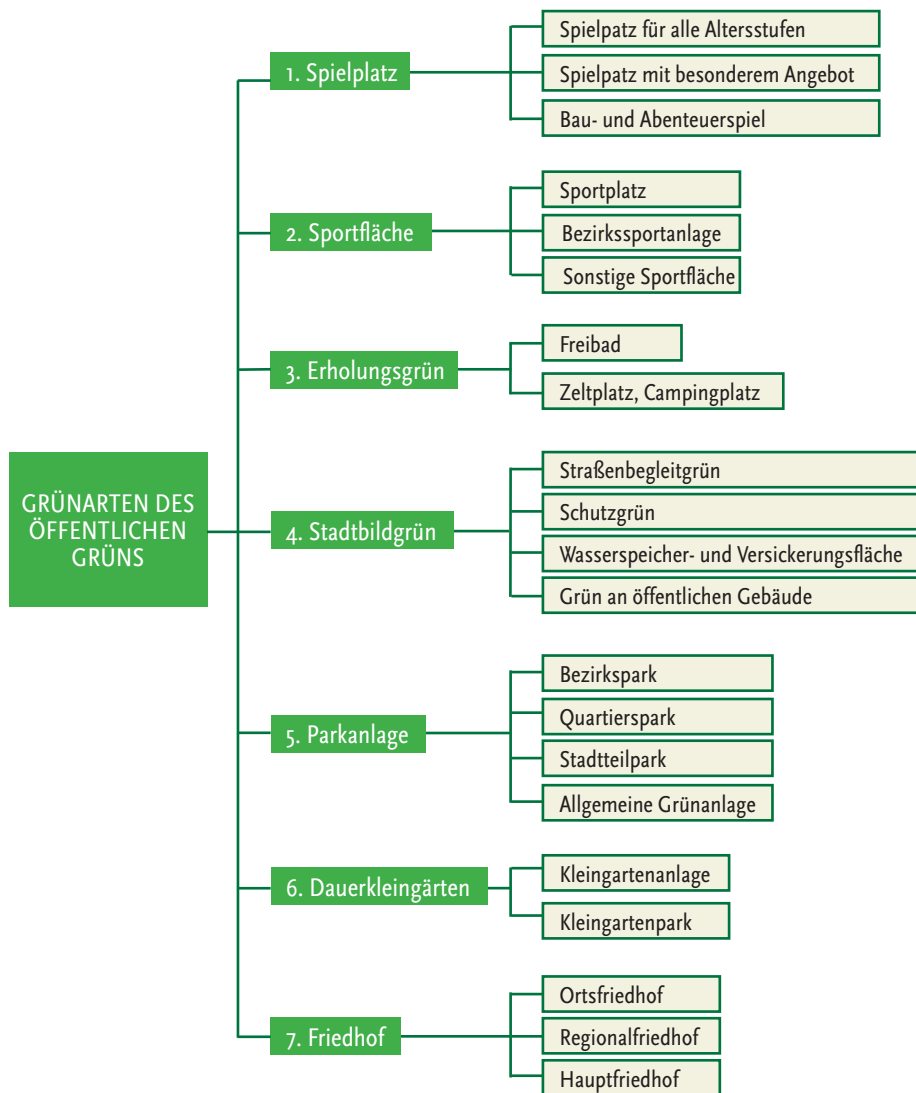 GRÜNARTEN DES
ÖFFENTLICHEN
GRÜNS
1. Spielplatz
Spielpatz für alle Altersstufen
Spielpatz mit besonderem Angebot
Bau- und Abenteuerspiel
2. Sportfläche
Sportplatz
Bezirkssportanlage
Sonstige Sportfläche
3. Erholungsgrün
Freibad
Zeltplatz, Campingplatz
4. Stadtbildgrün
Straßenbegleitgrün
Schutzgrün
Wasserspeicher- und Versickerungsfläche
Grün an öffentlichen Gebäude
5. Parkanlage
Bezirkspark
Quartierspark
Stadtteilpark
Allgemeine Grünanlage
6. Dauerkleingärten
Kleingartenanlage
Kleingartenpark
7. Friedhof
Ortsfriedhof
Regionalfriedhof
Hauptfriedhof